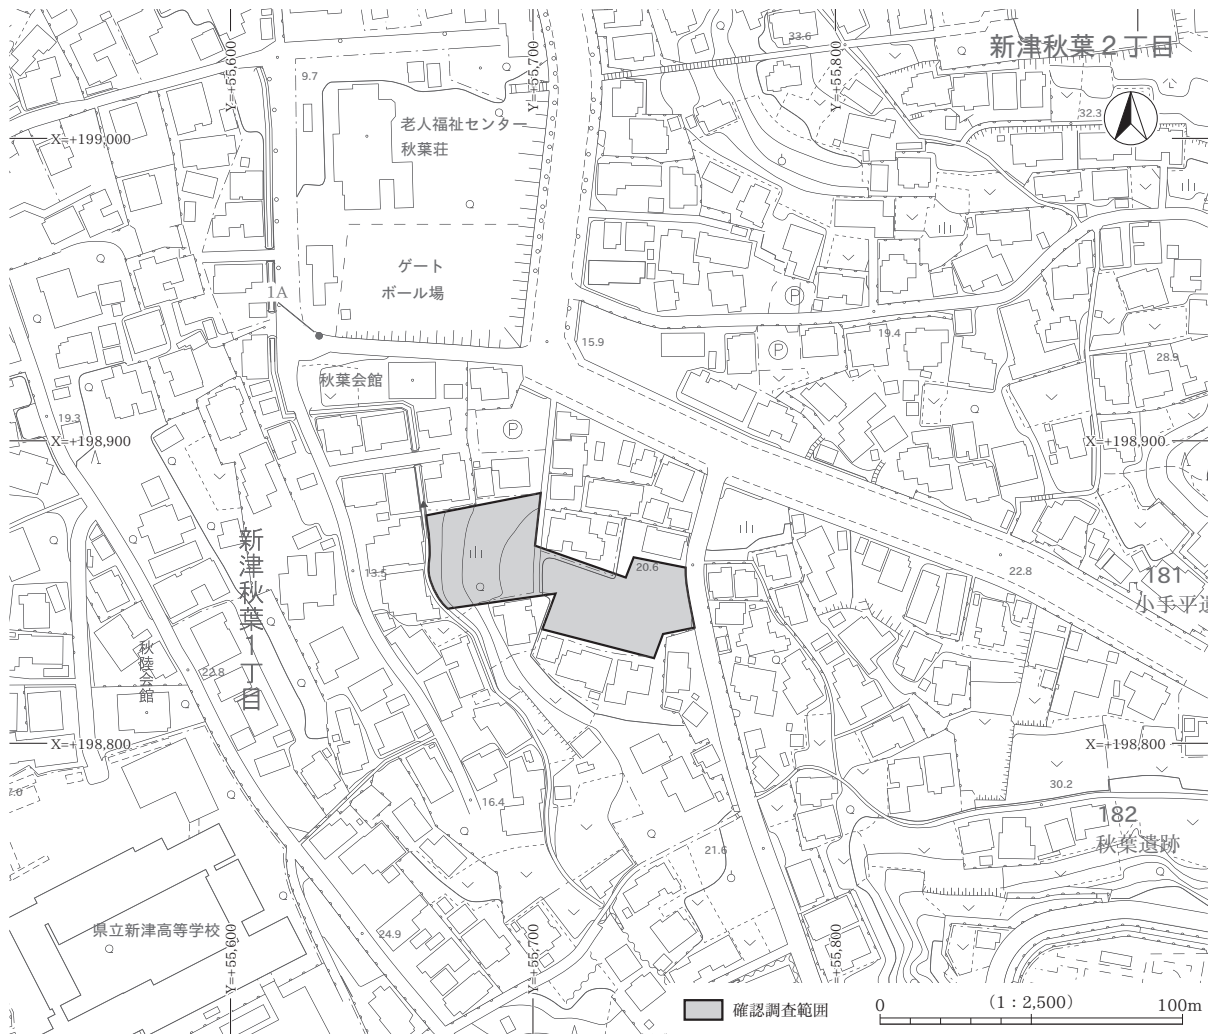 新津秋葉2丁目
33.6
Y=+55,600
Y=+55,700
Y=+55,800
9.7
32.3
X=+199,000
老人福祉センター
秋葉荘
ゲート
ボール場
1A
P
15.9
19.4
P
28.9
秋葉会館
19.3
P
X=+198,900
X=+198,900
新津秋葉1丁目
13.5
20.6
22.8
181
小手平遺
秋陸会館
22.8
X=+198,800
X=+198,800
7.0
30.2
16.4
182
秋葉遺跡
21.6
県立新津高等学校
24.9
Y=+55,600
Y=+55,700
Y=+55,800
確認調査範囲
0
(1:2,500)
100m